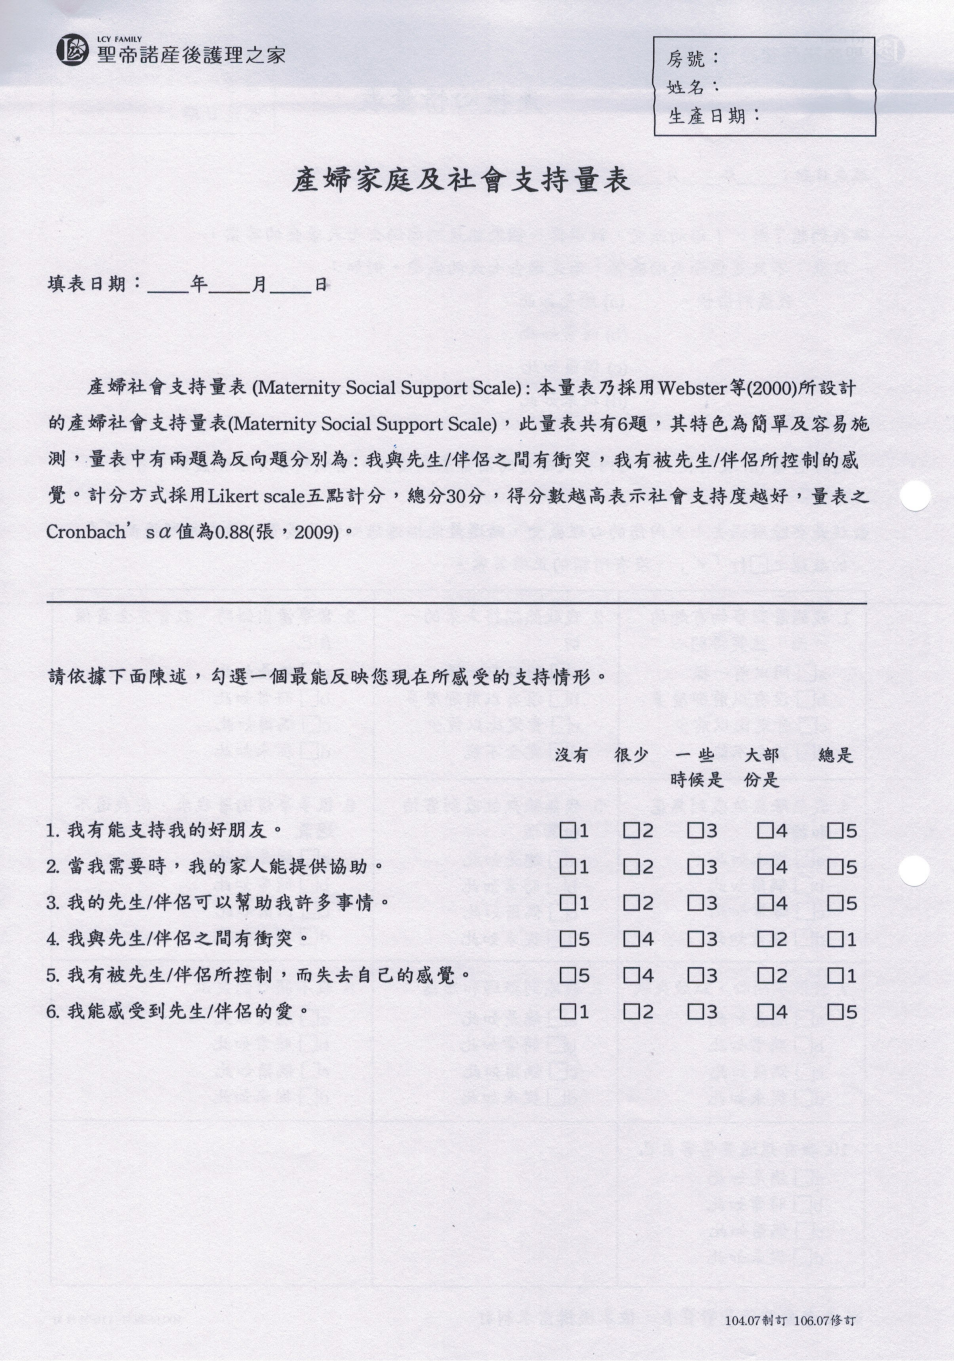 LCY FAMILY
聖帝諾產後護理之家
房號：
姓名：
生產日期：
產婦家庭及社會支持量表
填表日期：____年____月____日
產婦社會支持量表 (Maternity Social Support Scale) : 本量表乃採用Webster等(2000)所設計
的產婦社會支持量表(Maternity Social Support Scale)，此量表共有6題，其特色為簡單及容易施
測，量表中有兩題為反向題分別為 : 我與先生/伴侶之間有衝突，我有被先生/伴侶所控制的感
覺。計分方式採用Likert scale五點計分，總分30分，得分數越高表示社會支持度越好，量表之
Cronbach’s α 值為0.88(張，2009)。
請依據下面陳述，勾選一個最能反映您現在所感受的支持情形。
沒有 很少 一些 大部 總是
時候是 份是
1. 我有能支持我的好朋友。 □1 □2 □3 □4 □5
2. 當我需要時，我的家人能提供協助。 □1 □2 □3 □4 □5
3. 我的先生/伴侶可以幫助我許多事情。 □1 □2 □3 □4 □5
4. 我與先生/伴侶之間有衝突。 □5 □4 □3 □2 □1
5. 我有被先生/伴侶所控制，而失去自己的感覺。 □5 □4 □3 □2 □1
6. 我能感受到先生/伴侶的愛。 □1 □2 □3 □4 □5
104.07制訂 106.07修訂